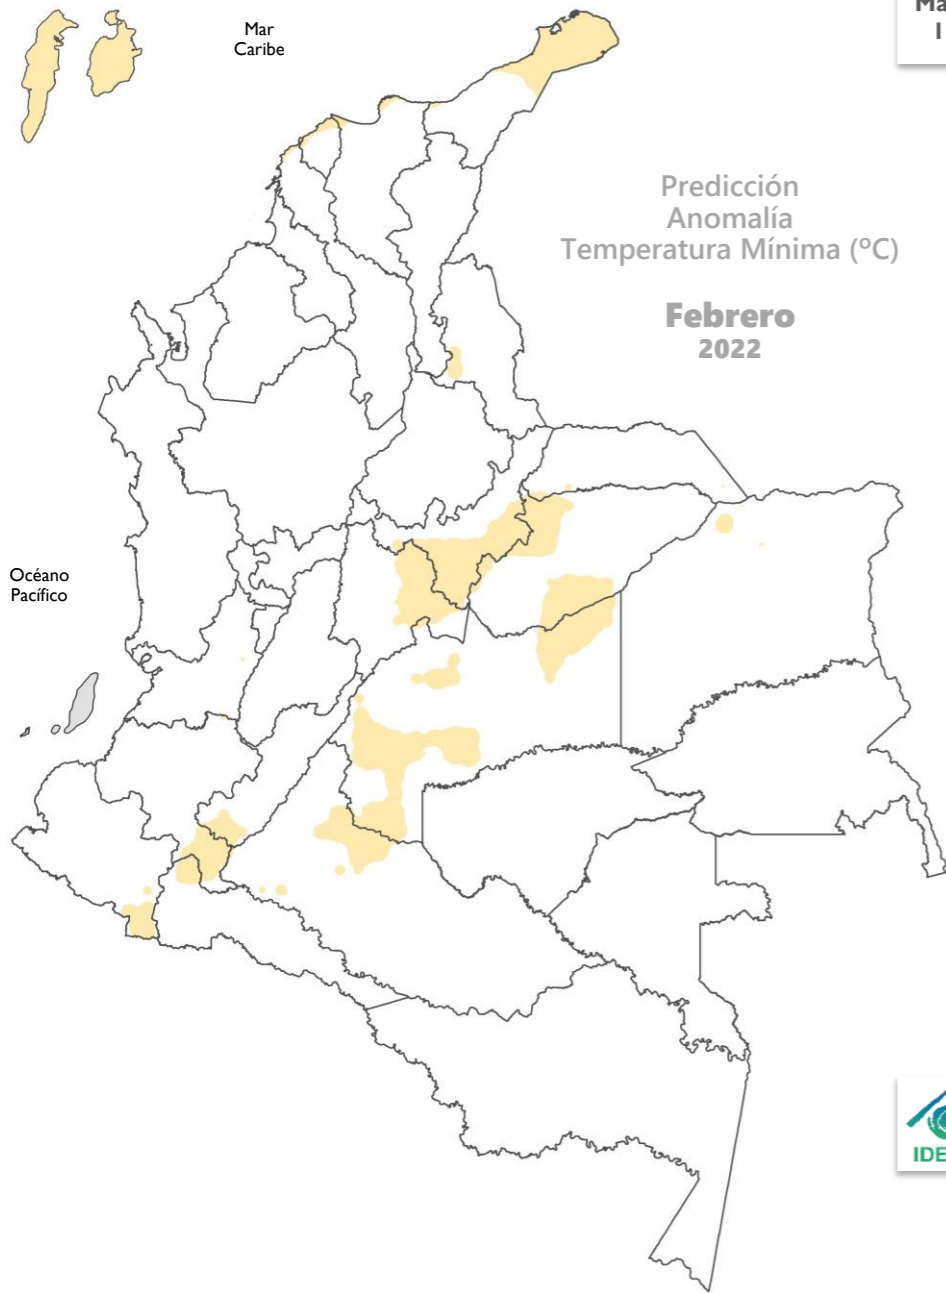 Mar
Caribe
Predicción
Anomalía
Temperatura Mínima (ºC)
Febrero
2022
Océano
Pacífico